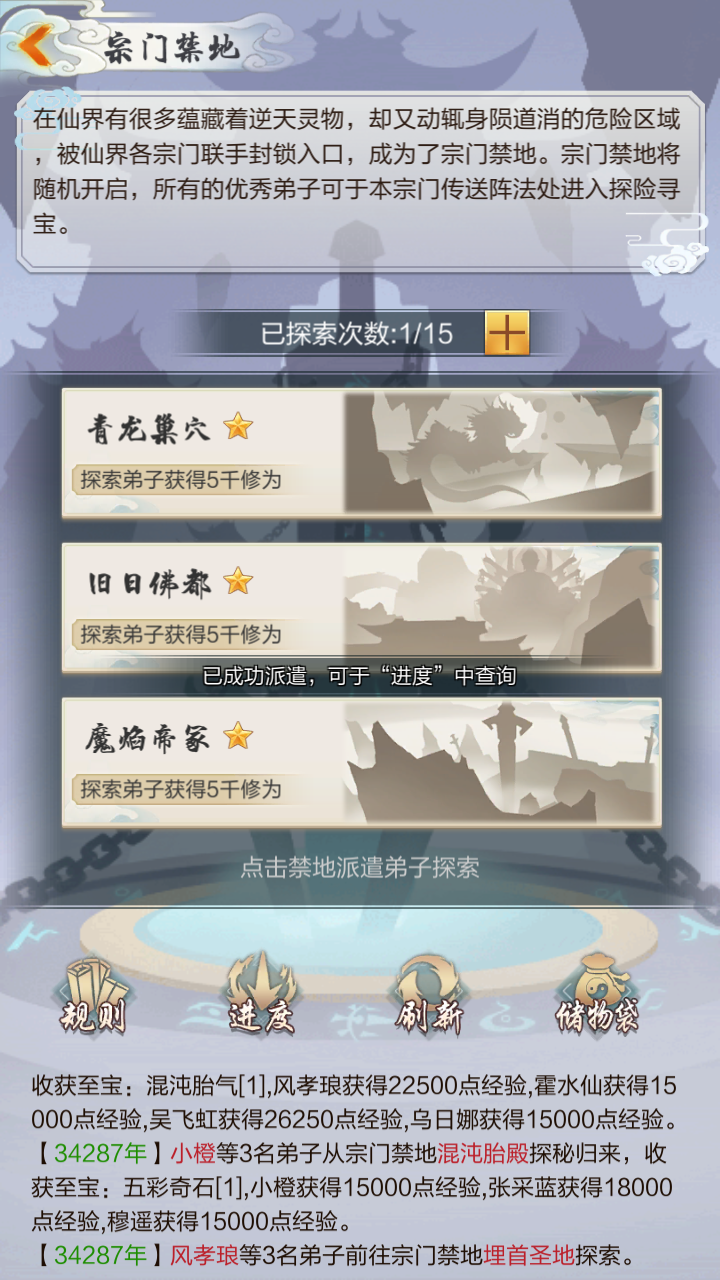 宗门禁地
在仙界有很多蕴藏着逆天灵物，却又动辄身陨道消的危险区域
，被仙界各宗门联手封锁入口，成为了宗门禁地。宗门禁地将
随机开启，所有的优秀弟子可于本宗门传送阵法处进入探险寻
宝。
已探索次数:1/15
青龙巢穴
探索弟子获得5千修为
旧日佛都
探索弟子获得5千修为
已成功派遣，可于“进度”中查询
魔焰帝冢
探索弟子获得5千修为
点击禁地派遣弟子探索
规则 进度 刷新 储物袋
收获至宝：混沌胎气[1],风孝琅获得22500点经验,霍水仙获得15
000点经验,吴飞虹获得26250点经验,乌日娜获得15000点经验。
【34287年】小橙等3名弟子从宗门禁地混沌胎殿探秘归来，收
获至宝：五彩奇石[1],小橙获得15000点经验,张采蓝获得18000
点经验,穆遥获得15000点经验。
【34287年】风孝琅等3名弟子前往宗门禁地埋首圣地探索。